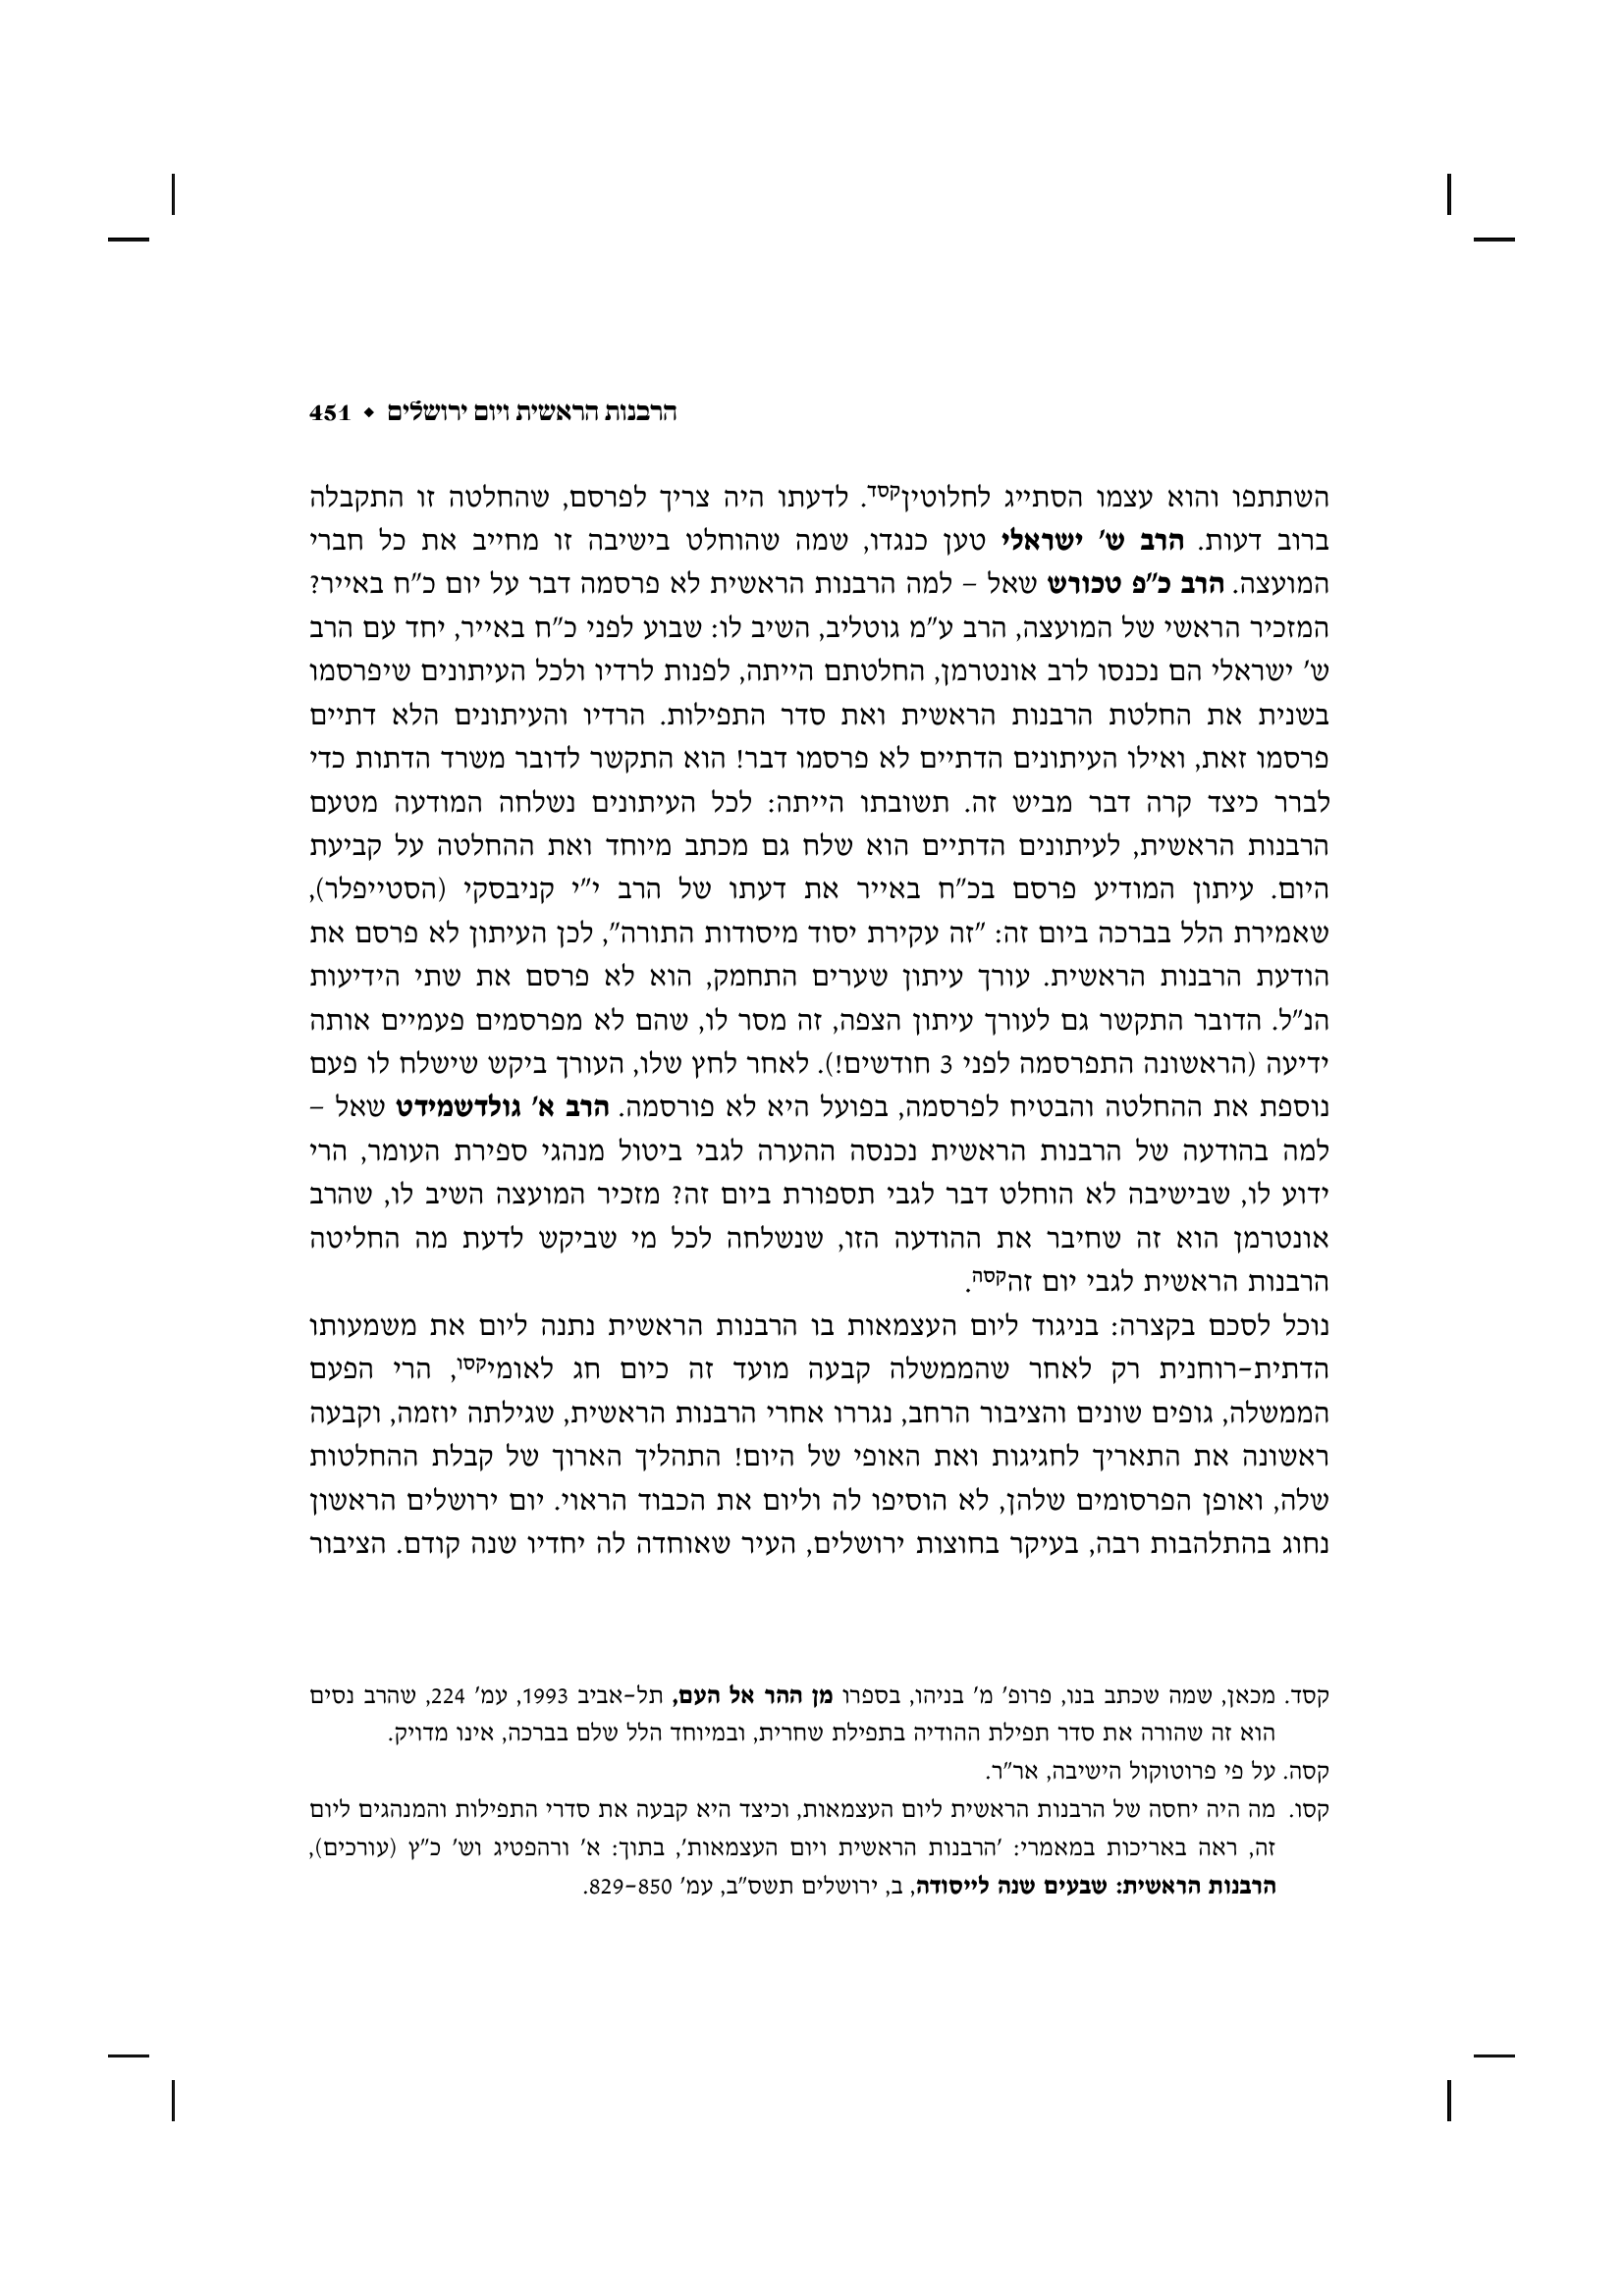 הרבנות הראשית ויום ירושלים ◆ 451
השתתפו והוא עצמו הסתייג לחלוטיןקסד. לדעתו היה צריך לפרסם, שהחלטה זו התקבלה
ברוב דעות. הרב ש' ישראלי טען כנגדו, שמה שהוחלט בישיבה זו מחייב את כל חברי
המועצה. הרב כ"פ טכורש שאל – למה הרבנות הראשית לא פרסמה דבר על יום כ"ח באייר?
המזכיר הראשי של המועצה, הרב ע"מ גוטליב, השיב לו: שבוע לפני כ"ח באייר, יחד עם הרב
ש' ישראלי הם נכנסו לרב אונטרמן, החלטתם הייתה, לפנות לרדיו ולכל העיתונים שיפרסמו
בשנית את החלטת הרבנות הראשית ואת סדר התפילות. הרדיו והעיתונים הלא דתיים
פרסמו זאת, ואילו העיתונים הדתיים לא פרסמו דבר! הוא התקשר לדובר משרד הדתות כדי
לברר כיצד קרה דבר מביש זה. תשובתו הייתה: לכל העיתונים נשלחה המודעה מטעם
הרבנות הראשית, לעיתונים הדתיים הוא שלח גם מכתב מיוחד ואת ההחלטה על קביעת
היום. עיתון המודיע פרסם בכ"ח באייר את דעתו של הרב י"י קניבסקי (הסטייפלר),
שאמירת הלל בברכה ביום זה: "זה עקירת יסוד מיסודות התורה", לכן העיתון לא פרסם את
הודעת הרבנות הראשית. עורך עיתון שערים התחמק, הוא לא פרסם את שתי הידיעות
הנ"ל. הדובר התקשר גם לעורך עיתון הצפה, זה מסר לו, שהם לא מפרסמים פעמיים אותה
ידיעה (הראשונה התפרסמה לפני 3 חודשים!). לאחר לחץ שלו, העורך ביקש שישלח לו פעם
נוספת את ההחלטה והבטיח לפרסמה, בפועל היא לא פורסמה. הרב א' גולדשמידט שאל –
למה בהודעה של הרבנות הראשית נכנסה ההערה לגבי ביטול מנהגי ספירת העומר, הרי
ידוע לו, שבישיבה לא הוחלט דבר לגבי תספורת ביום זה? מזכיר המועצה השיב לו, שהרב
אונטרמן הוא זה שחיבר את ההודעה הזו, שנשלחה לכל מי שביקש לדעת מה החליטה
הרבנות הראשית לגבי יום זהקסה.
נוכל לסכם בקצרה: בניגוד ליום העצמאות בו הרבנות הראשית נתנה ליום את משמעותו
הדתית-רוחנית רק לאחר שהממשלה קבעה מועד זה כיום חג לאומיקסו, הרי הפעם
הממשלה, גופים שונים והציבור הרחב, נגררו אחרי הרבנות הראשית, שגילתה יוזמה, וקבעה
ראשונה את התאריך לחגיגות ואת האופי של היום! התהליך הארוך של קבלת ההחלטות
שלה, ואופן הפרסומים שלהן, לא הוסיפו לה וליום את הכבוד הראוי. יום ירושלים הראשון
נחוג בהתלהבות רבה, בעיקר בחוצות ירושלים, העיר שאוחדה לה יחדיו שנה קודם. הציבור
קסד. מכאן, שמה שכתב בנו, פרופ' מ' בניהו, בספרו מן ההר אל העם, תל-אביב 1993, עמ' 224, שהרב נסים
הוא זה שהורה את סדר תפילת ההודיה בתפילת שחרית, ובמיוחד הלל שלם בברכה, אינו מדויק.
קסה. על פי פרוטוקול הישיבה, אר"ר.
קסו. מה היה יחסה של הרבנות הראשית ליום העצמאות, וכיצד היא קבעה את סדרי התפילות והמנהגים ליום
זה, ראה באריכות במאמרי: 'הרבנות הראשית ויום העצמאות', בתוך: א' ורהפטיג וש' כ"ץ (עורכים),
הרבנות הראשית: שבעים שנה לייסודה, ב, ירושלים תשס"ב, עמ' 829-850.